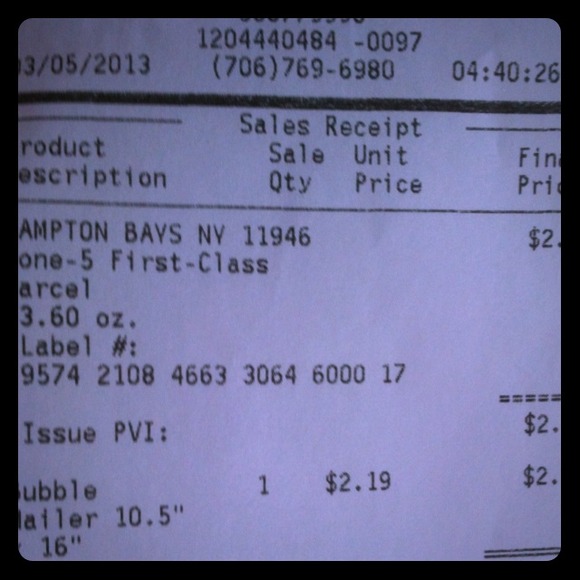 1204440484 -0097
3/05/2013 (706)769-6980 04:40:26
Sales Receipt
roduct Sale Unit Fin
escription Qty Price Pri
AMPTON BAYS NY 11946 $2.
one-5 First-Class
arcel
3.60 oz.
Label #:
9574 2108 4663 3064 6000 17
=====
Issue PVI: $2.
ubble 1 $2.19 $2.
ailer 10.5"
16"